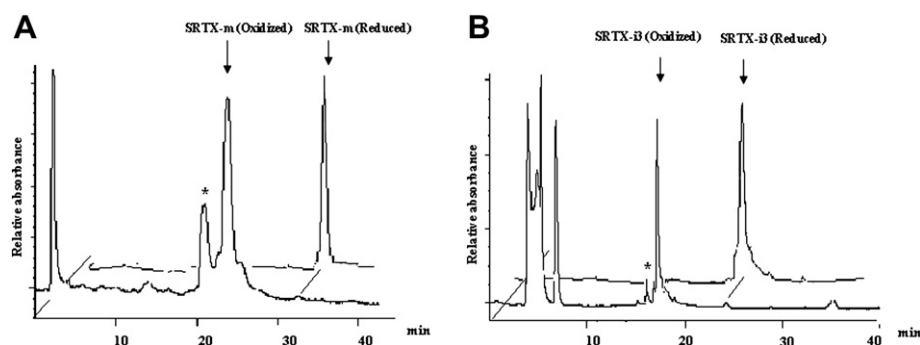 A
SRTX-m (Oxidized) SRTX-m (Reduced)
Relative absorbance
*
10 20 30 40
min
B
SRTX-i3 (Oxidized) SRTX-i3 (Reduced)
Relative absorbance
*
10 20 30 40
min